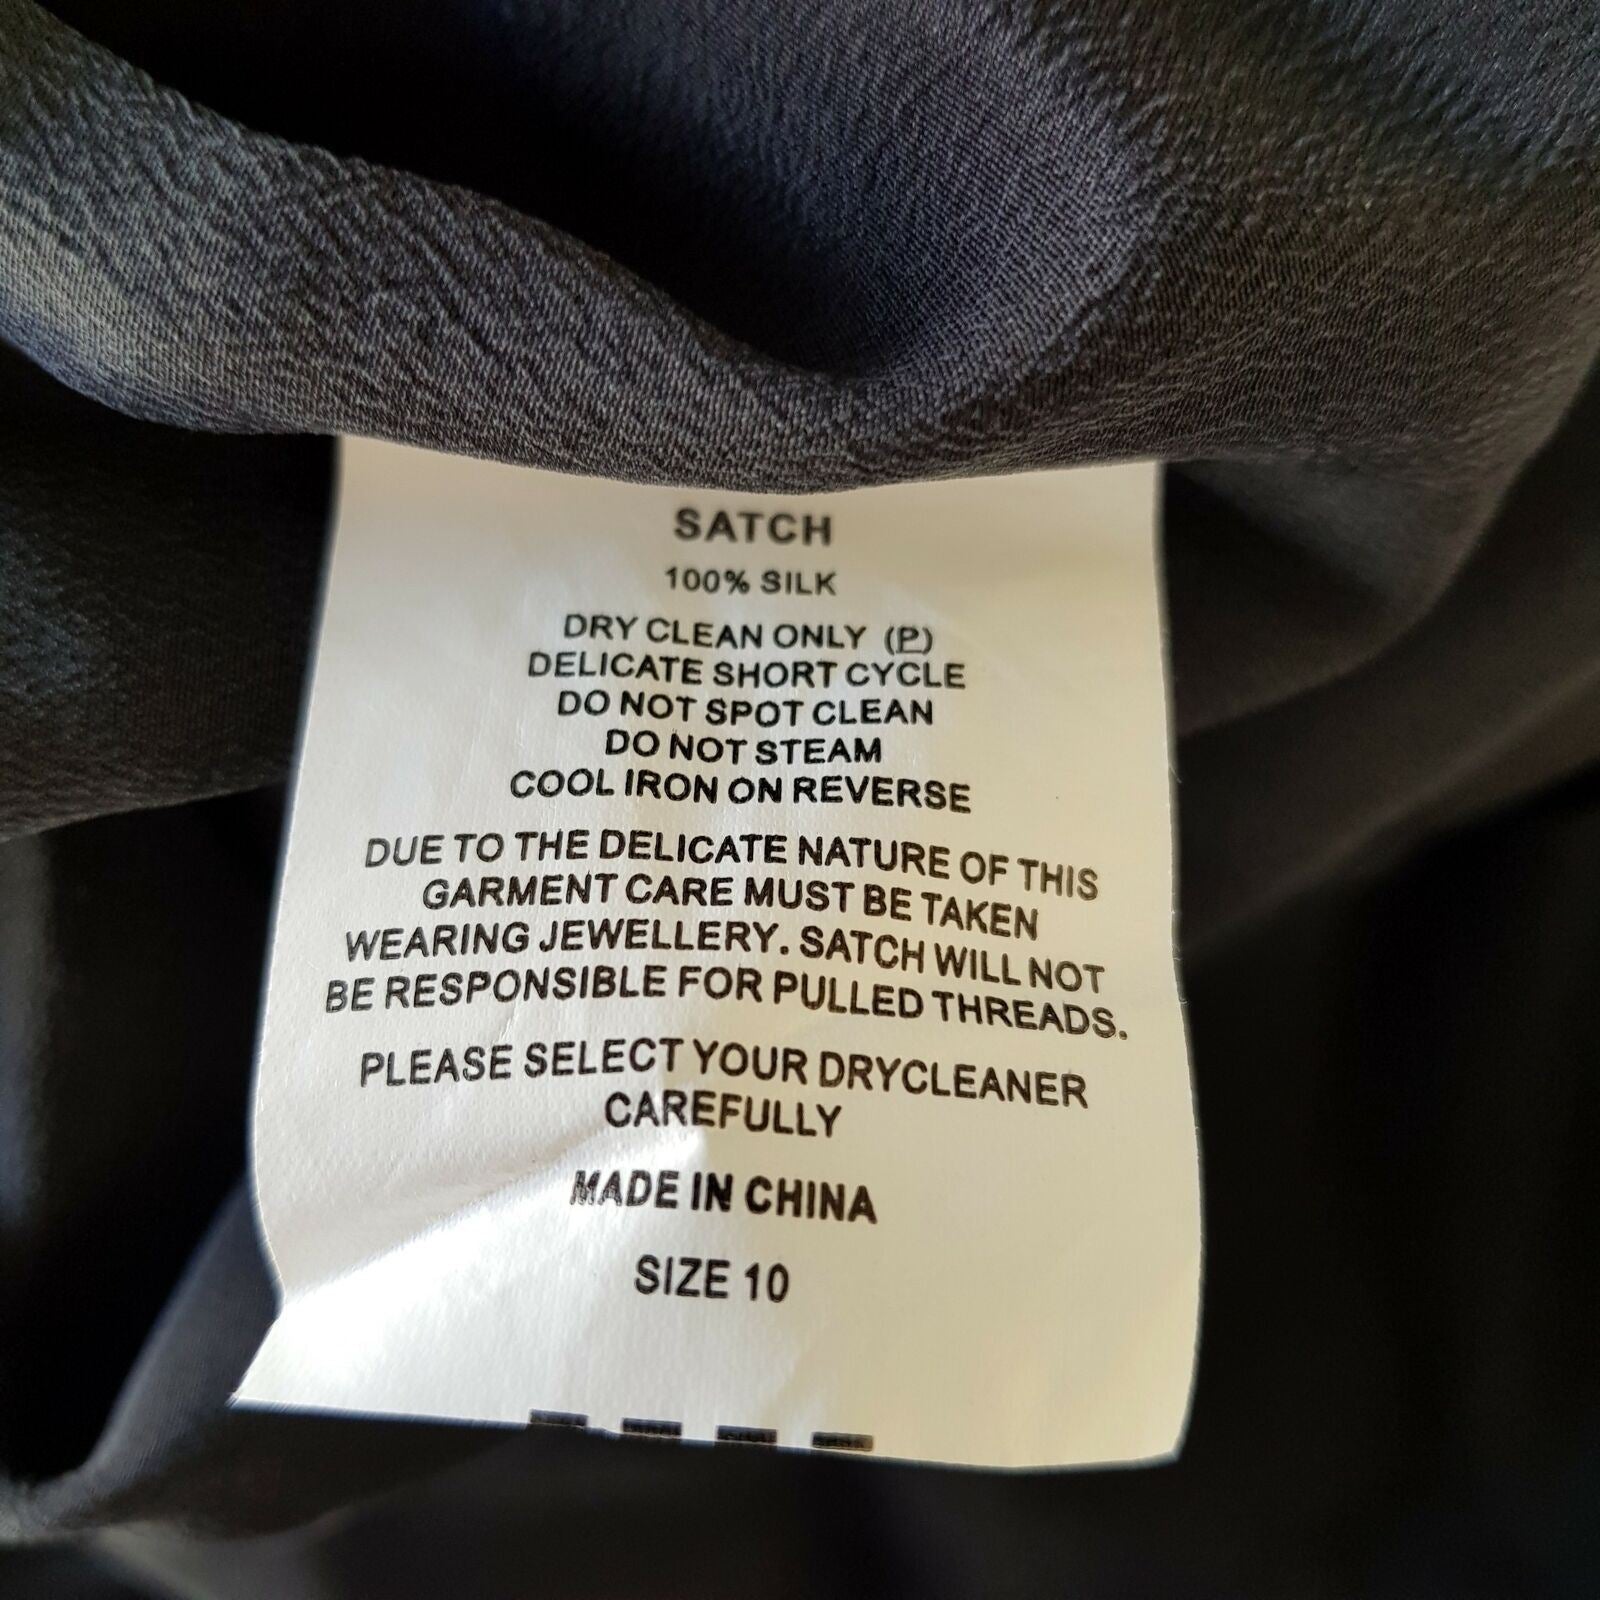 SATCH
100% SILK
DRY CLEAN ONLY (P)
DELICATE SHORT CYCLE
DO NOT SPOT CLEAN
DO NOT STEAM
COOL IRON ON REVERSE
DUE TO THE DELICATE NATURE OF THIS
GARMENT CARE MUST BE TAKEN
WEARING JEWELLERY. SATCH WILL NOT
BE RESPONSIBLE FOR PULLED THREADS.
PLEASE SELECT YOUR DRYCLEANER
CAREFULLY
MADE IN CHINA
SIZE 10